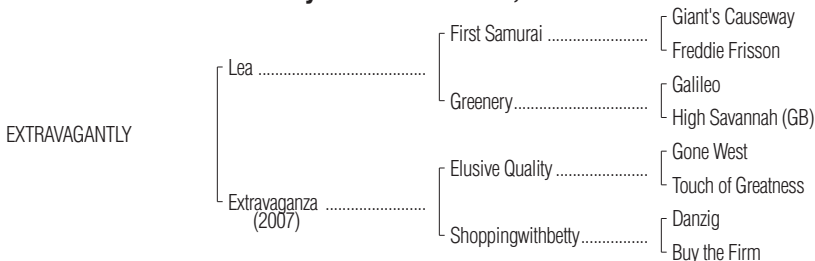 Giant's Causeway
First Samurai ........................
Freddie Frisson
Lea ........................................
Galileo
Greenery................................
High Savannah (GB)
EXTRAVAGANTLY
Gone West
Elusive Quality ......................
Touch of Greatness
Extravaganza ........................
(2007)
Danzig
Shoppingwithbetty................
Buy the Firm